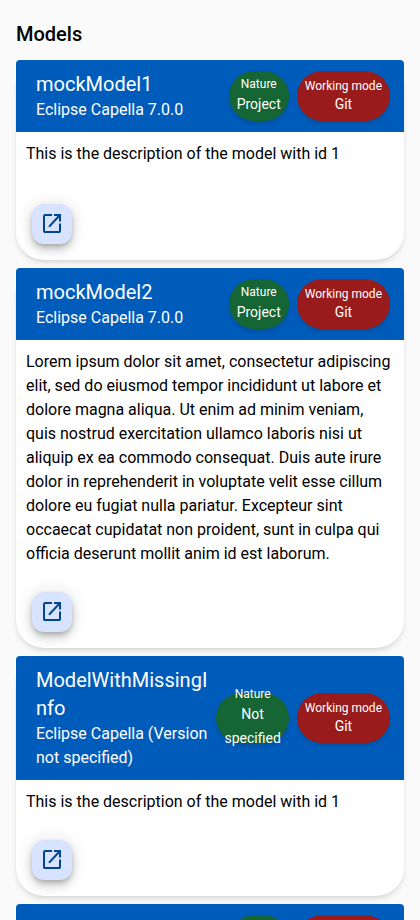 Models
mockModel1
Eclipse Capella 7.0.0
Nature
Project
Working mode
Git
This is the description of the model with id 1
mockModel2
Eclipse Capella 7.0.0
Nature
Project
Working mode
Git
Lorem ipsum dolor sit amet, consectetur adipiscing
elit, sed do eiusmod tempor incididunt ut labore et
dolore magna aliqua. Ut enim ad minim veniam,
quis nostrud exercitation ullamco laboris nisi ut
aliquip ex ea commodo consequat. Duis aute irure
dolor in reprehenderit in voluptate velit esse cillum
dolore eu fugiat nulla pariatur. Excepteur sint
occaecat cupidatat non proident, sunt in culpa qui
officia deserunt mollit anim id est laborum.
ModelWithMissingI
nfo
Eclipse Capella (Version
not specified)
Nature
Not
specified
Working mode
Git
This is the description of the model with id 1